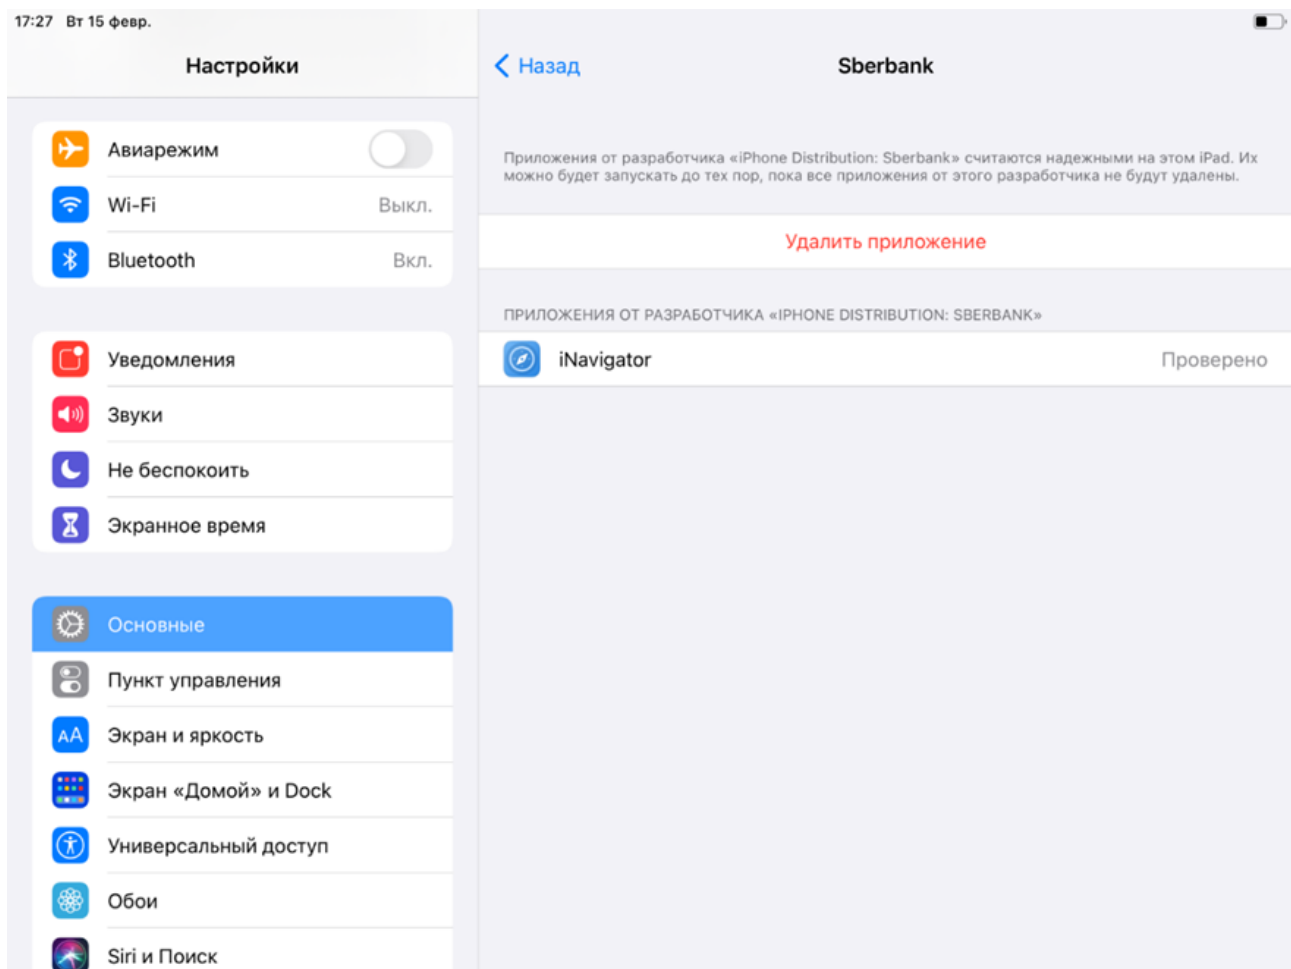 17:27 Вт 15 февр.
Настройки
Авиарежим
Wi-Fi Выкл.
Bluetooth Вкл.
Уведомления
Звуки
Не беспокоить
Экранное время
Основные
Пункт управления
AA Экран и яркость
Экран «Домой» и Dock
Универсальный доступ
Обои
Siri и Поиск
Назад Sberbank
Приложения от разработчика «iPhone Distribution: Sberbank» считаются надежными на этом iPad. Их
можно будет запускать до тех пор, пока все приложения от этого разработчика не будут удалены.
Удалить приложение
ПРИЛОЖЕНИЯ ОТ РАЗРАБОТЧИКА «IPHONE DISTRIBUTION: SBERBANK»
iNavigator Проверено